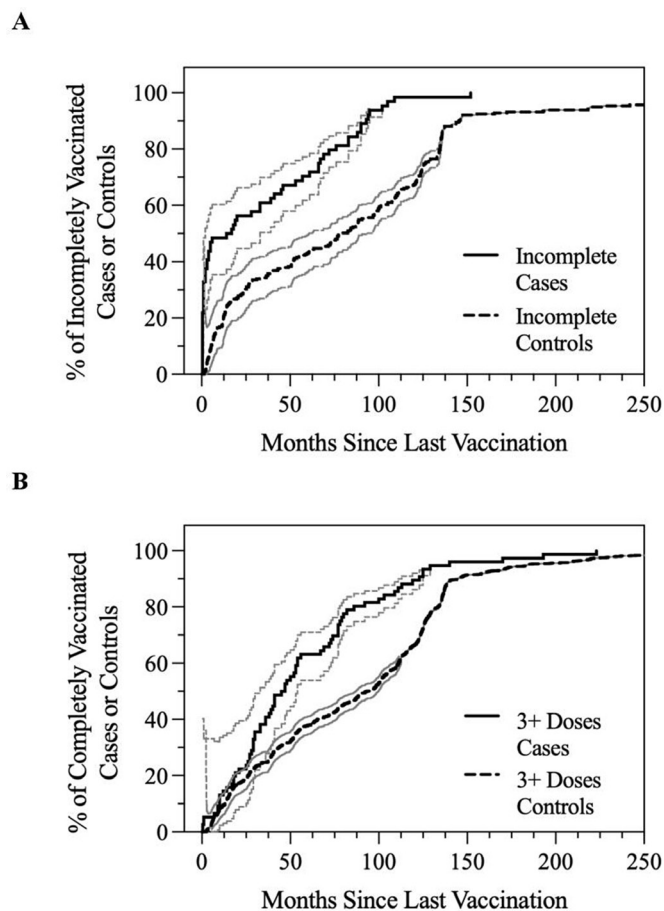 A
% of Incompletely Vaccinated
Cases or Controls
100
80
60
40
20
0
Incomplete
Cases
Incomplete
Controls
0 50 100 150 200 250
Months Since Last Vaccination
B
% of Completely Vaccinated
Cases or Controls
100
80
60
40
20
0
3+ Doses
Cases
3+ Doses
Controls
0 50 100 150 200 250
Months Since Last Vaccination